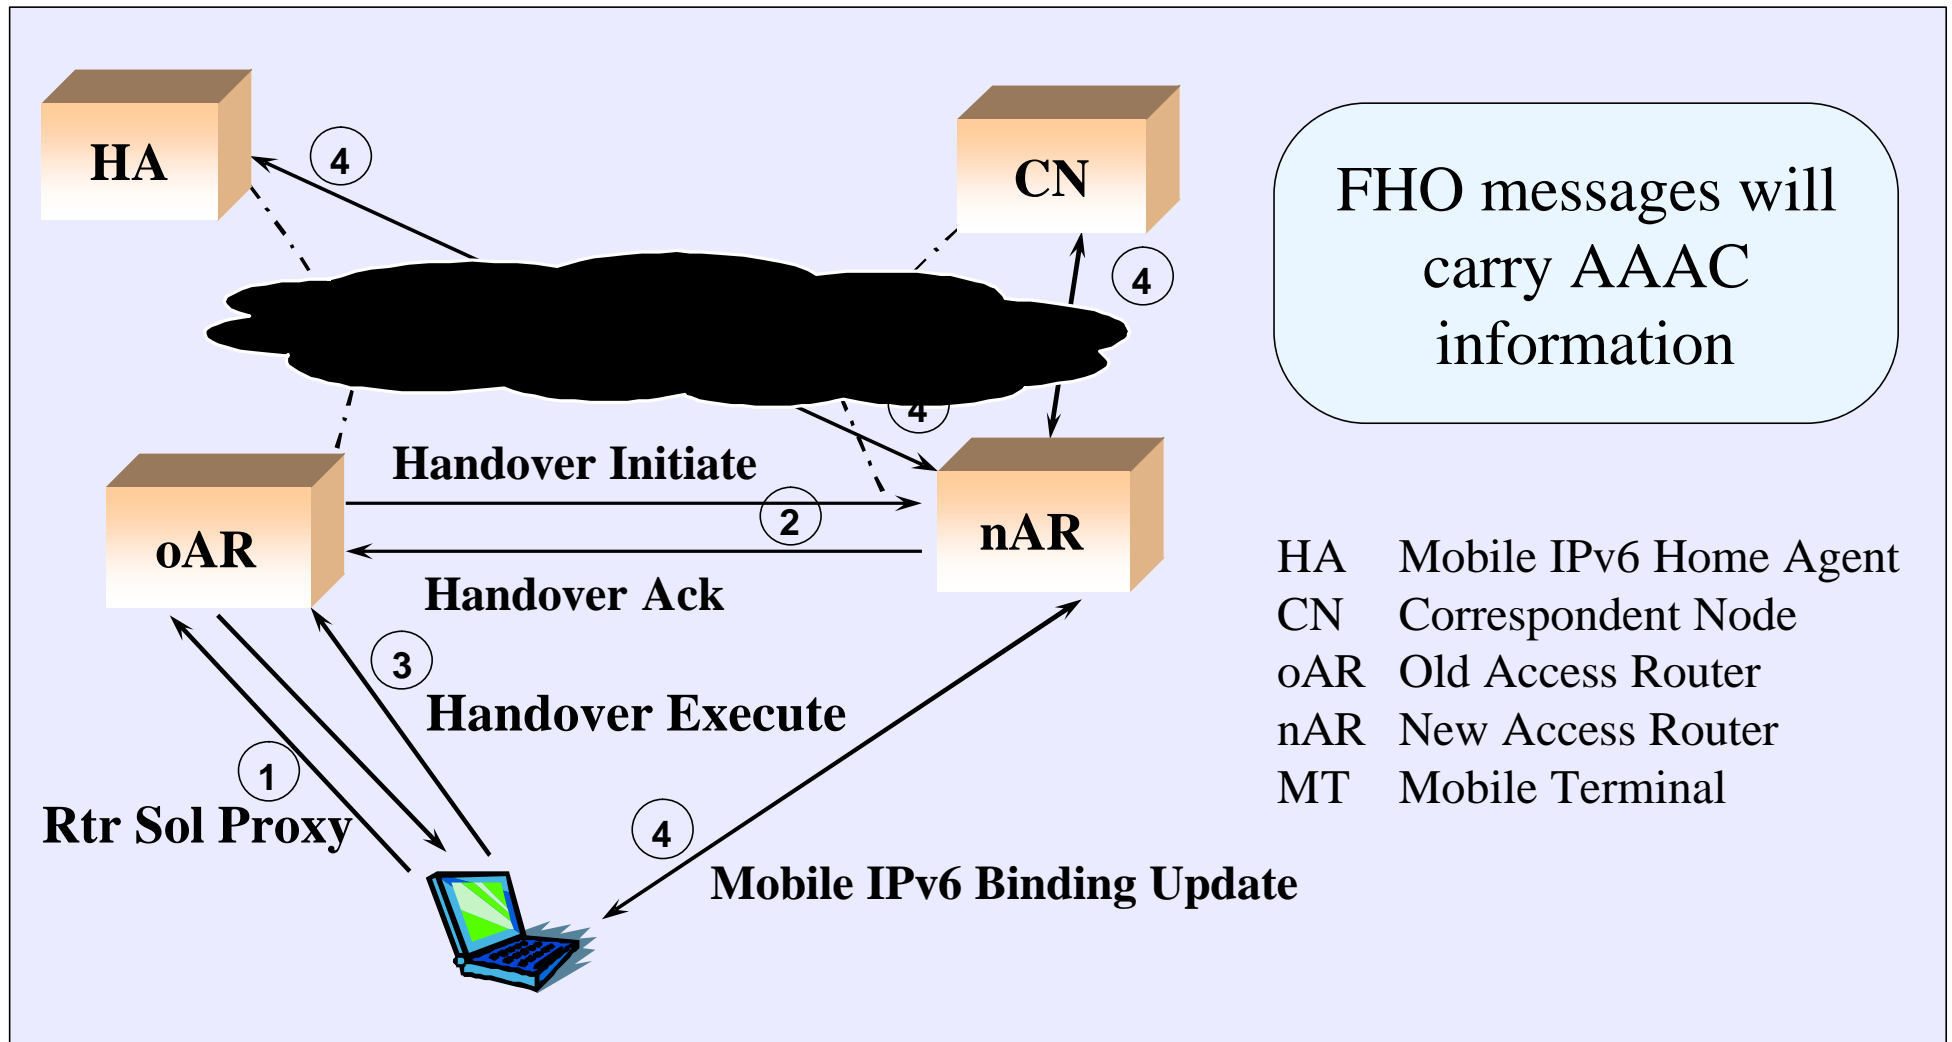 HA
4
CN
4
FHO messages will
carry AAAC
information
4
Handover Initiate
2
oAR
nAR
Handover Ack
3
Handover Execute
1
Rtr Sol Proxy
4
Mobile IPv6 Binding Update
HA Mobile IPv6 Home Agent
CN Correspondent Node
oAR Old Access Router
nAR New Access Router
MT Mobile Terminal